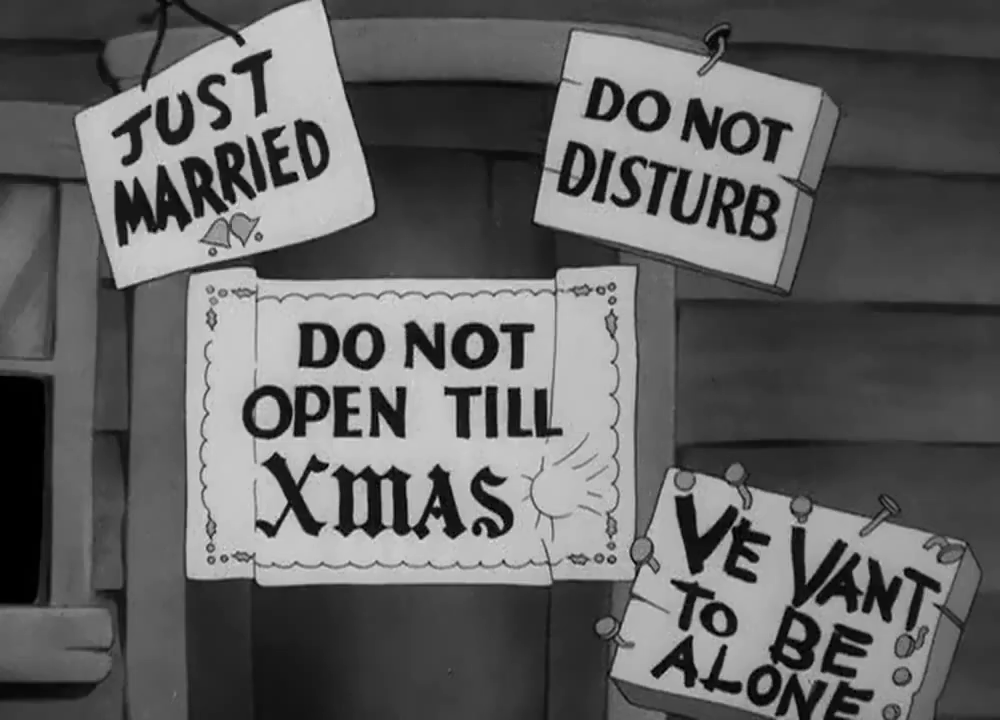 JUST
MARRIED
DO NOT
DISTURB
DO NOT
OPEN TILL
XMAS
VE VANT
TO BE
ALONE